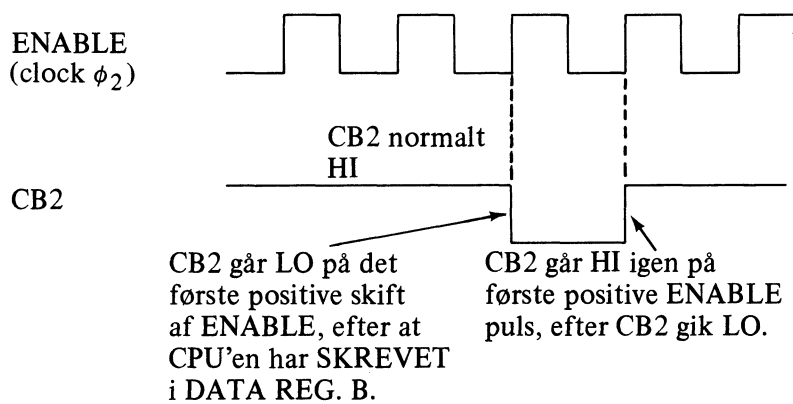 ENABLE
(clock ϕ₂)
CB2 normalt
HI
CB2
CB2 går LO på det
første positive skift
af ENABLE, efter at
CPU'en har SKREVET
i DATA REG. B.
CB2 går HI igen på
første positive ENABLE
puls, efter CB2 gik LO.